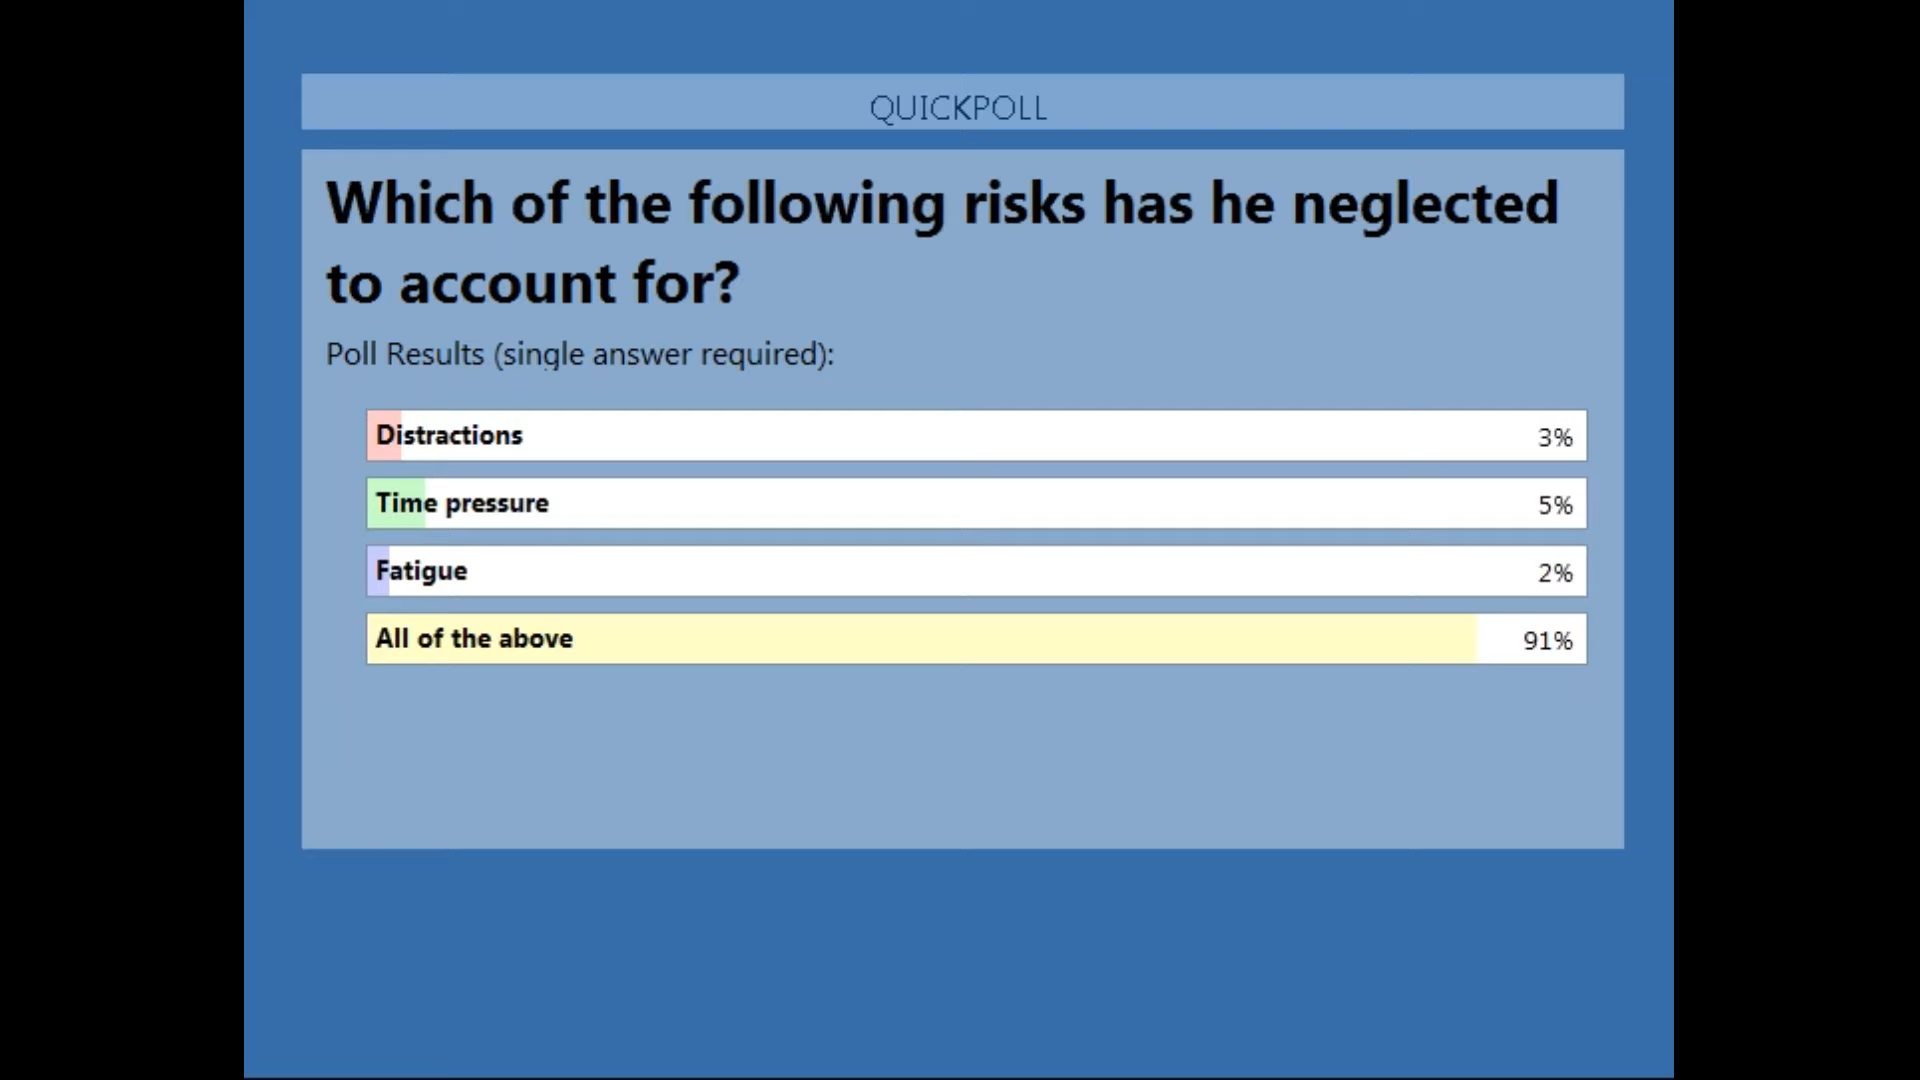 QUICKPOLL
Which of the following risks has he neglected
to account for?
Poll Results (single answer required):
Distractions 3%
Time pressure 5%
Fatigue 2%
All of the above 91%